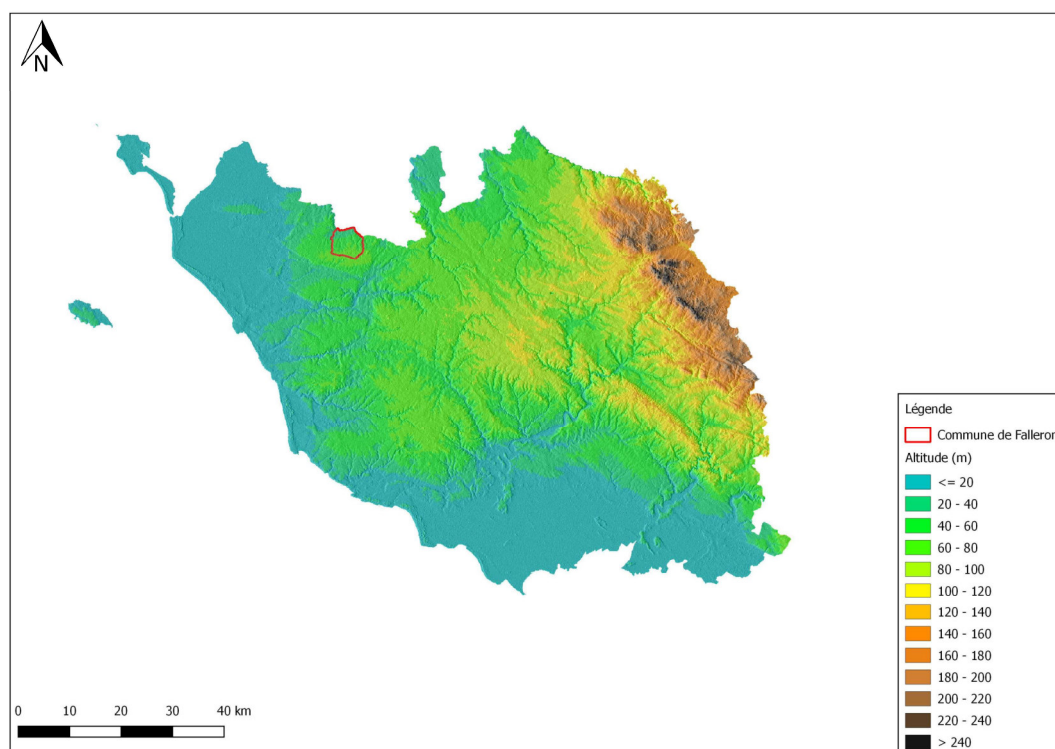 N
Légende
Commune de Falleron
Altitude (m)
<= 20
20 - 40
40 - 60
60 - 80
80 - 100
100 - 120
120 - 140
140 - 160
160 - 180
180 - 200
200 - 220
220 - 240
> 240
0 10 20 30 40 km